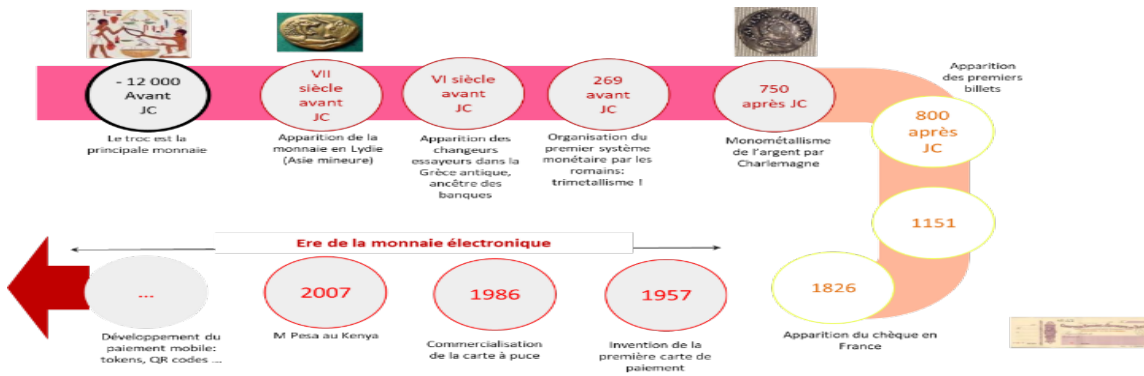 - 12 000
Avant
JC
Le troc est la
principale monnaie
VII
siècle
avant
JC
Apparition de la
monnaie en Lydie
(Asie mineure)
VI siècle
avant
JC
Apparition des
changeurs
essayeurs dans la
Grèce antique,
ancêtre des
banques
269
avant
JC
Organisation du
premier système
monétaire par les
romains:
trimetallisme !
750
après JC
Monométallisme
de l'argent par
Charlemagne
Apparition
des premiers
billets
800
après
JC
1151
1826
Apparition du chèque en
France
Ere de la monnaie électronique
1957
Invention de la
première carte de
paiement
1986
Commercialisation
de la carte à puce
2007
M Pesa au Kenya
...
Développement du
paiement mobile:
tokens, QR codes ...